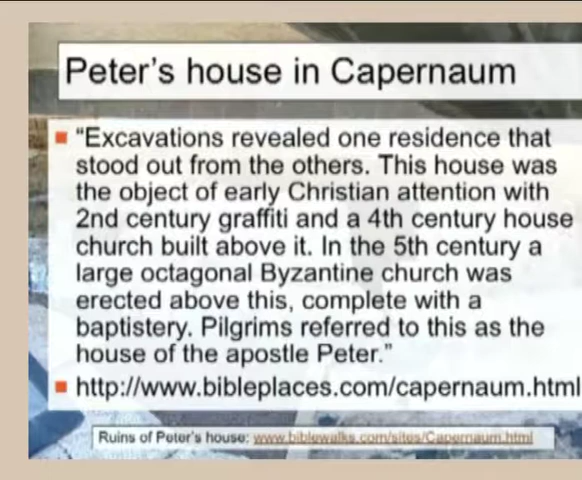 Peter's house in Capernaum
"Excavations revealed one residence that
stood out from the others. This house was
the object of early Christian attention with
2nd century graffiti and a 4th century house
church built above it. In the 5th century a
large octagonal Byzantine church was
erected above this, complete with a
baptistery. Pilgrims referred to this as the
house of the apostle Peter."
http://www.bibleplaces.com/capernaum.html
Ruins of Peter's house: www.biblewalks.com/sites/Capernaum.html